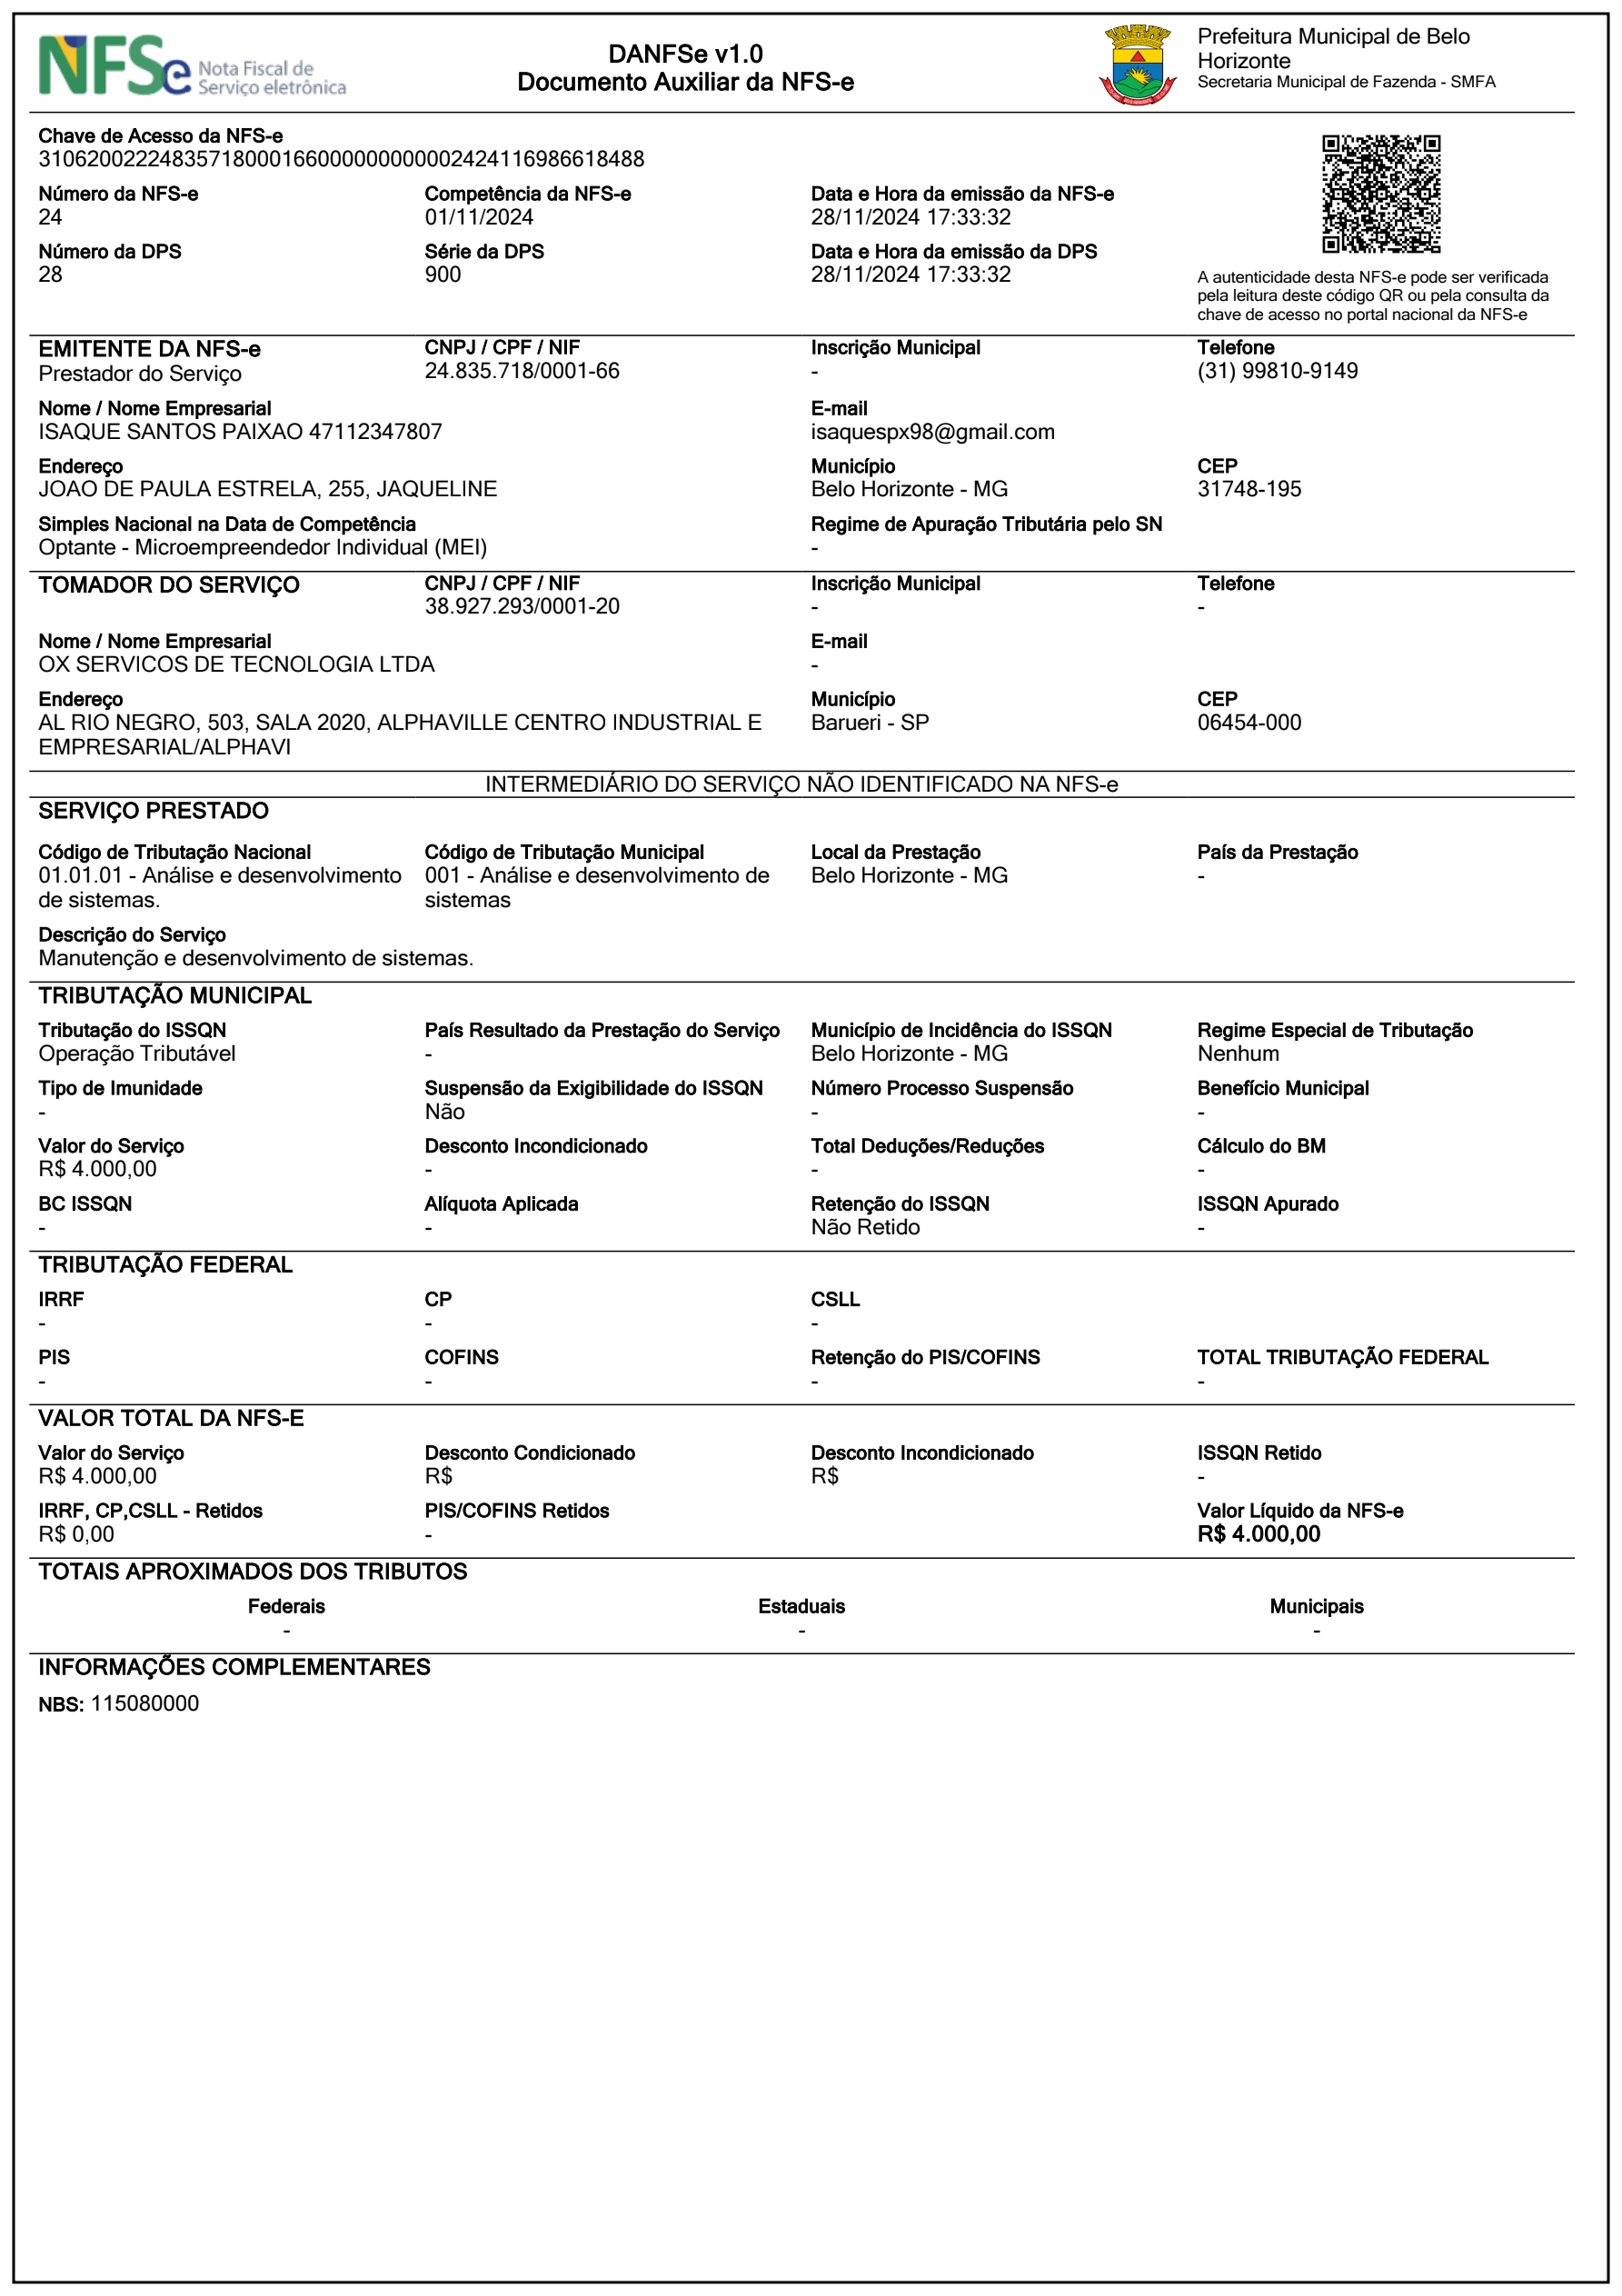 NFSe Nota Fiscal de
Serviço eletrônica
DANFSe v1.0
Documento Auxiliar da NFS-e
Prefeitura Municipal de Belo
Horizonte
Secretaria Municipal de Fazenda - SMFA
Chave de Acesso da NFS-e
31062002224835718000166000000000002424116986618488
Número da NFS-e Competência da NFS-e Data e Hora da emissão da NFS-e
24 01/11/2024 28/11/2024 17:33:32
Número da DPS Série da DPS Data e Hora da emissão da DPS
28 900 28/11/2024 17:33:32
A autenticidade desta NFS-e pode ser verificada
pela leitura deste código QR ou pela consulta da
chave de acesso no portal nacional da NFS-e
EMITENTE DA NFS-e CNPJ / CPF / NIF Inscrição Municipal Telefone
Prestador do Serviço 24.835.718/0001-66 - (31) 99810-9149
Nome / Nome Empresarial E-mail
ISAQUE SANTOS PAIXAO 47112347807 isaquespx98@gmail.com
Endereço Município CEP
JOAO DE PAULA ESTRELA, 255, JAQUELINE Belo Horizonte - MG 31748-195
Simples Nacional na Data de Competência Regime de Apuração Tributária pelo SN
Optante - Microempreendedor Individual (MEI) -
TOMADOR DO SERVIÇO CNPJ / CPF / NIF Inscrição Municipal Telefone
38.927.293/0001-20 - -
Nome / Nome Empresarial E-mail
OX SERVICOS DE TECNOLOGIA LTDA -
Endereço Município CEP
AL RIO NEGRO, 503, SALA 2020, ALPHAVILLE CENTRO INDUSTRIAL E Barueri - SP 06454-000
EMPRESARIAL/ALPHAVI
INTERMEDIÁRIO DO SERVIÇO NÃO IDENTIFICADO NA NFS-e
SERVIÇO PRESTADO
Código de Tributação Nacional Código de Tributação Municipal Local da Prestação País da Prestação
01.01.01 - Análise e desenvolvimento 001 - Análise e desenvolvimento de Belo Horizonte - MG -
de sistemas. sistemas
Descrição do Serviço
Manutenção e desenvolvimento de sistemas.
TRIBUTAÇÃO MUNICIPAL
Tributação do ISSQN País Resultado da Prestação do Serviço Município de Incidência do ISSQN Regime Especial de Tributação
Operação Tributável - Belo Horizonte - MG Nenhum
Tipo de Imunidade Suspensão da Exigibilidade do ISSQN Número Processo Suspensão Benefício Municipal
- Não - -
Valor do Serviço Desconto Incondicionado Total Deduções/Reduções Cálculo do BM
R$ 4.000,00 - - -
BC ISSQN Alíquota Aplicada Retenção do ISSQN ISSQN Apurado
- - Não Retido -
TRIBUTAÇÃO FEDERAL
IRRF CP CSLL
- - -
PIS COFINS Retenção do PIS/COFINS TOTAL TRIBUTAÇÃO FEDERAL
- - - -
VALOR TOTAL DA NFS-E
Valor do Serviço Desconto Condicionado Desconto Incondicionado ISSQN Retido
R$ 4.000,00 R$ R$ -
IRRF, CP,CSLL - Retidos PIS/COFINS Retidos Valor Líquido da NFS-e
R$ 0,00 - R$ 4.000,00
TOTAIS APROXIMADOS DOS TRIBUTOS
Federais Estaduais Municipais
- - -
INFORMAÇÕES COMPLEMENTARES
NBS: 115080000